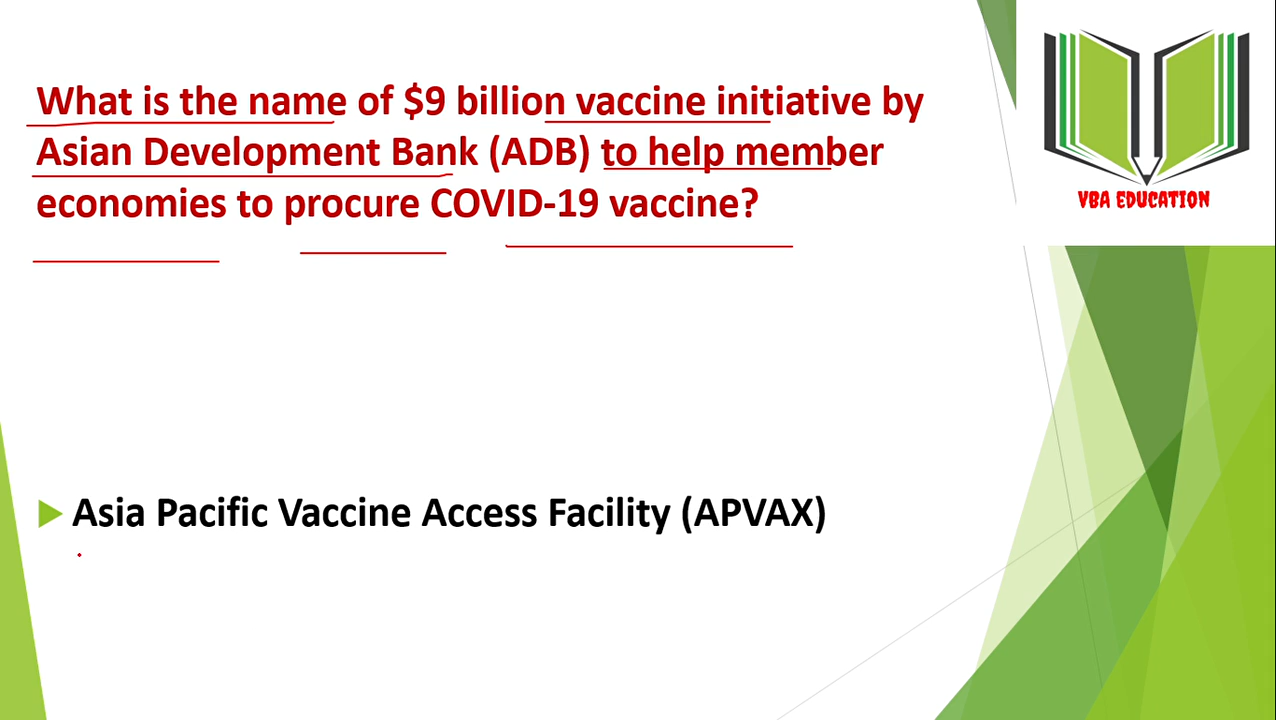 What is the name of $9 billion vaccine initiative by
Asian Development Bank (ADB) to help member
economies to procure COVID-19 vaccine?
VBA EDUCATION
Asia Pacific Vaccine Access Facility (APVAX)